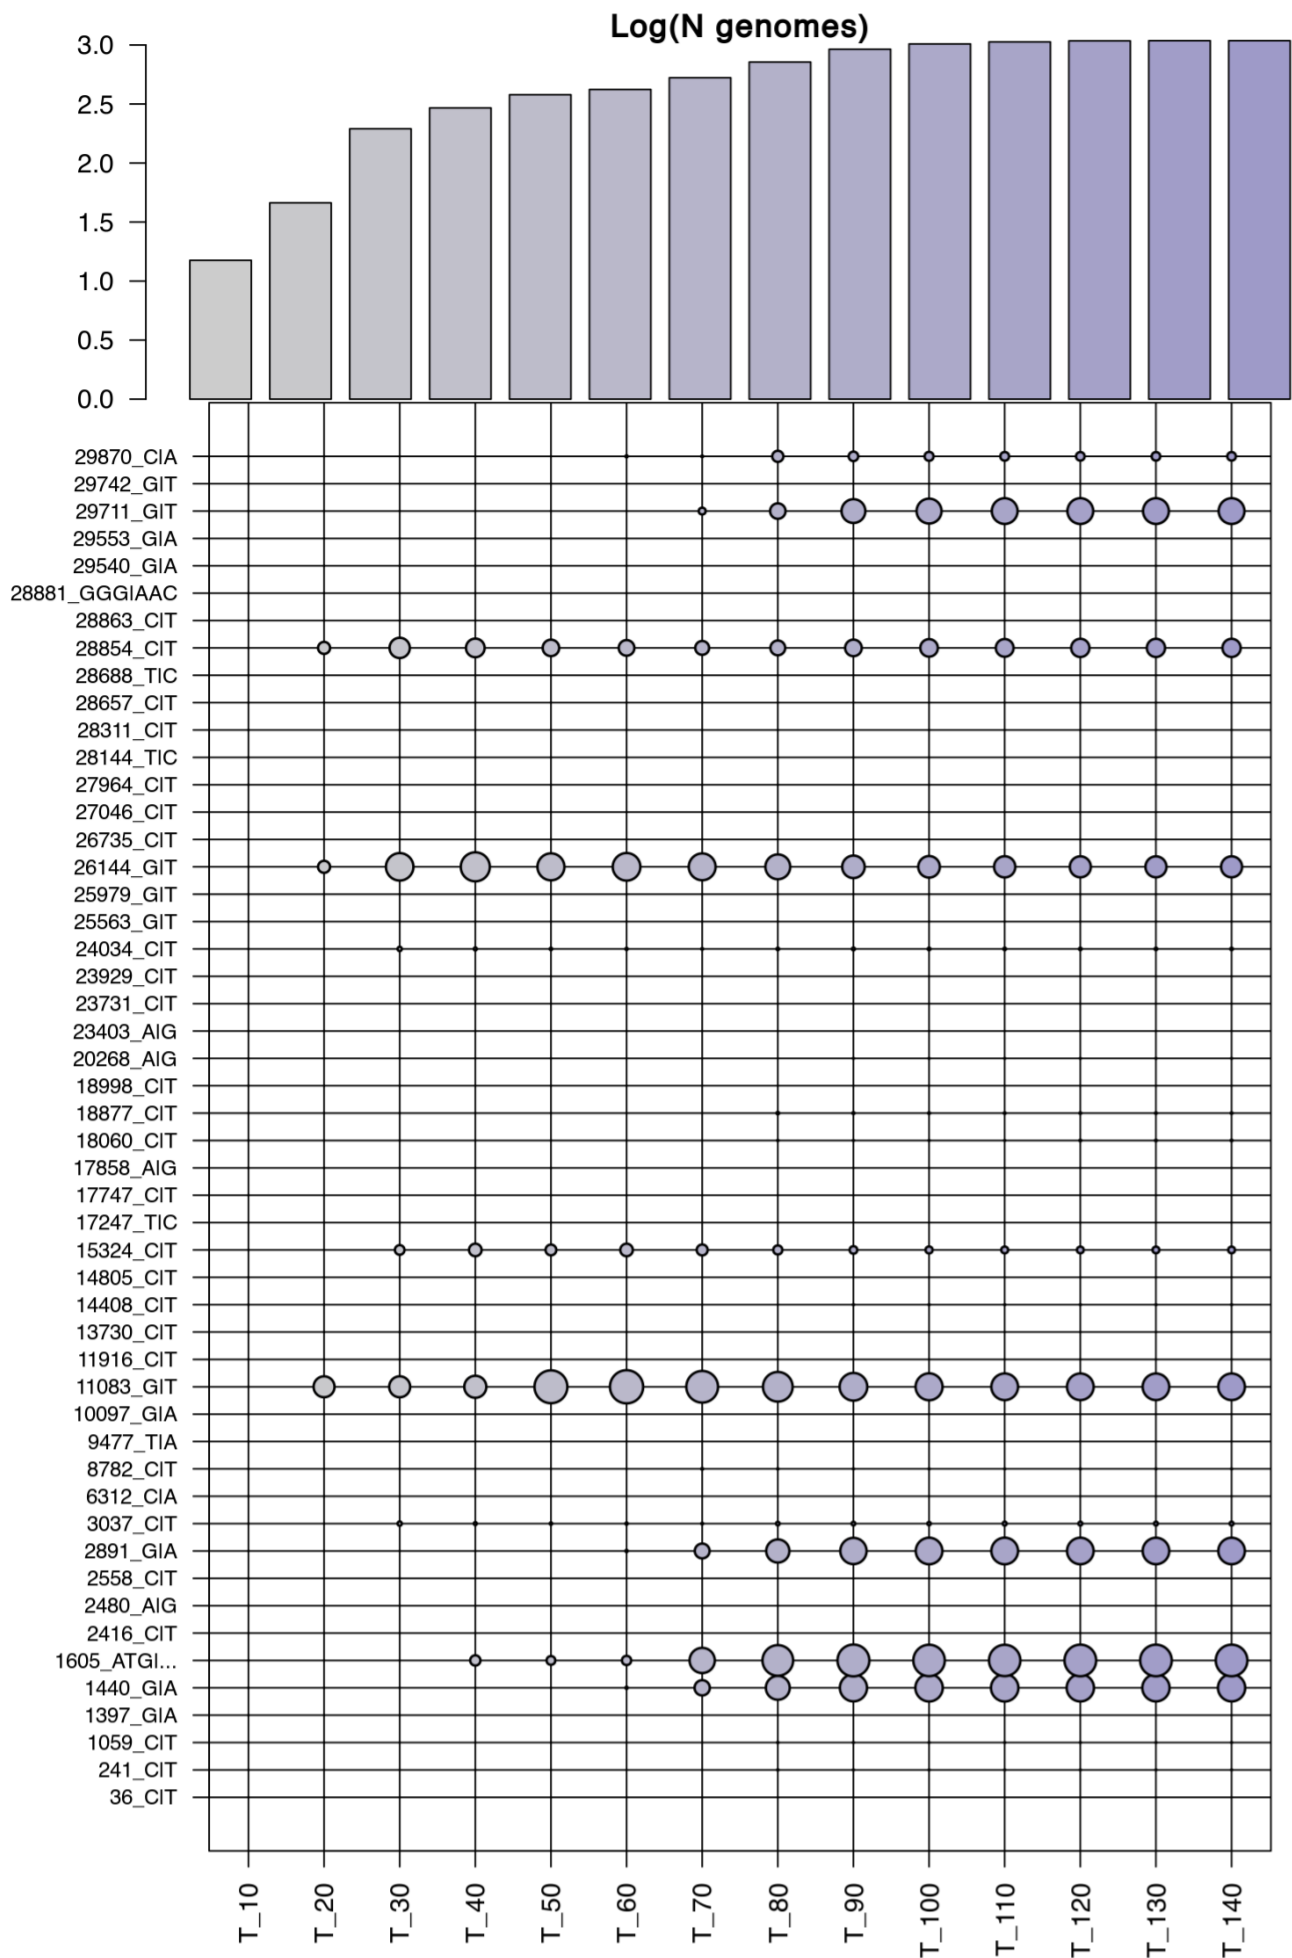 Log(N genomes)
3.0
2.5
2.0
1.5
1.0
0.5
0.0
29870_C|A
29742_G|T
29711_G|T
29553_G|A
29540_G|A
28881_GGG|AAC
28863_C|T
28854_C|T
28688_T|C
28657_C|T
28311_C|T
28144_T|C
27964_C|T
27046_C|T
26735_C|T
26144_G|T
25979_G|T
25563_G|T
24034_C|T
23929_C|T
23731_C|T
23403_A|G
20268_A|G
18998_C|T
18877_C|T
18060_C|T
17858_A|G
17747_C|T
17247_T|C
15324_C|T
14805_C|T
14408_C|T
13730_C|T
11916_C|T
11083_G|T
10097_G|A
9477_T|A
8782_C|T
6312_C|A
3037_C|T
2891_G|A
2558_C|T
2480_A|G
2416_C|T
1605_ATG|...
1440_G|A
1397_G|A
1059_C|T
241_C|T
36_C|T
T_10
T_20
T_30
T_40
T_50
T_60
T_70
T_80
T_90
T_100
T_110
T_120
T_130
T_140